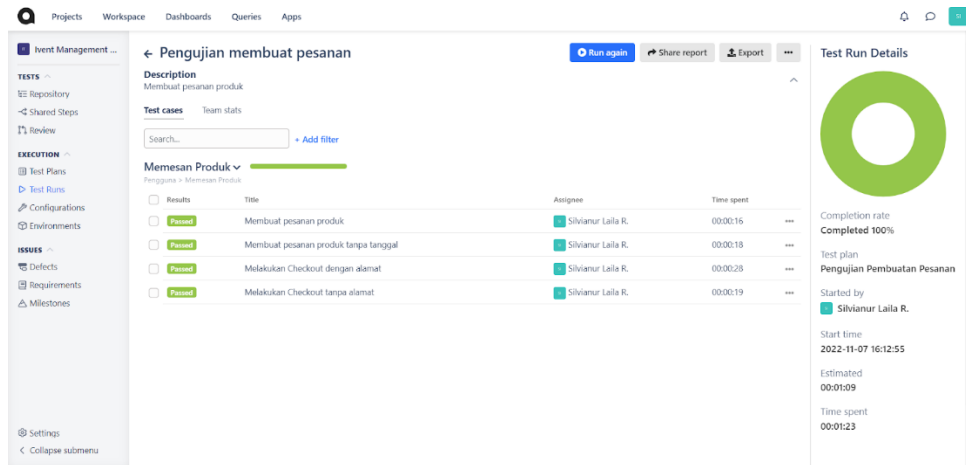 Projects Workspace Dashboards Queries Apps
Ivent Management ...
TESTS
Repository
Shared Steps
Review
EXECUTION
Test Plans
Test Runs
Configurations
Environments
ISSUES
Defects
Requirements
Milestones
Settings
Collapse submenu
← Pengujian membuat pesanan
Run again Share report Export •••
Description
Membuat pesanan produk
Test cases Team stats
Search... + Add filter
Memesan Produk
Pengguna > Memesan Produk
Results Title Assignee Time spent
Passed Membuat pesanan produk Silvianur Laila R. 00:00:16 •••
Passed Membuat pesanan produk tanpa tanggal Silvianur Laila R. 00:00:18 •••
Passed Melakukan Checkout dengan alamat Silvianur Laila R. 00:00:28 •••
Passed Melakukan Checkout tanpa alamat Silvianur Laila R. 00:00:19 •••
Test Run Details
Completion rate
Completed 100%
Test plan
Pengujian Pembuatan Pesanan
Started by
Silvianur Laila R.
Start time
2022-11-07 16:12:55
Estimated
00:01:09
Time spent
00:01:23